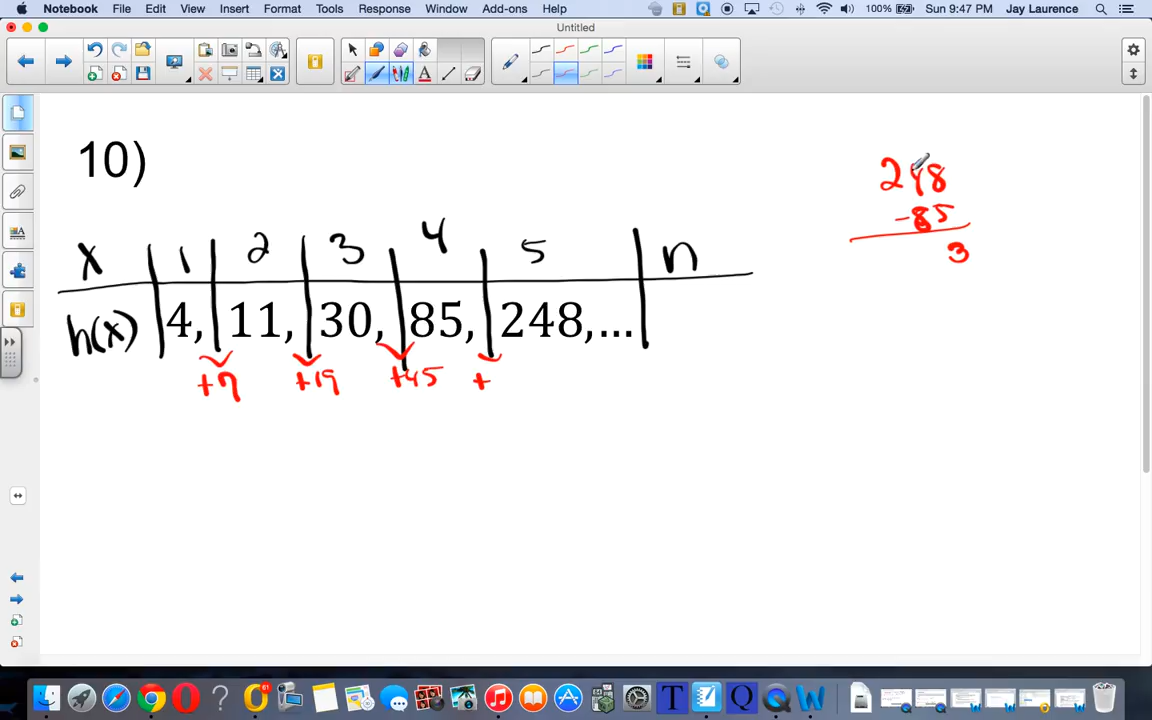 Notebook File Edit View Insert Format Tools Response Window Add-ons Help 100% Sun 9:47 PM Jay Laurence
Untitled
A
10)
248
-85
3
x 1 2 3 4 5 n
h(x) 4, 11, 30, 85, 248,...
+7 +19 +45 +
61 ? T Q W